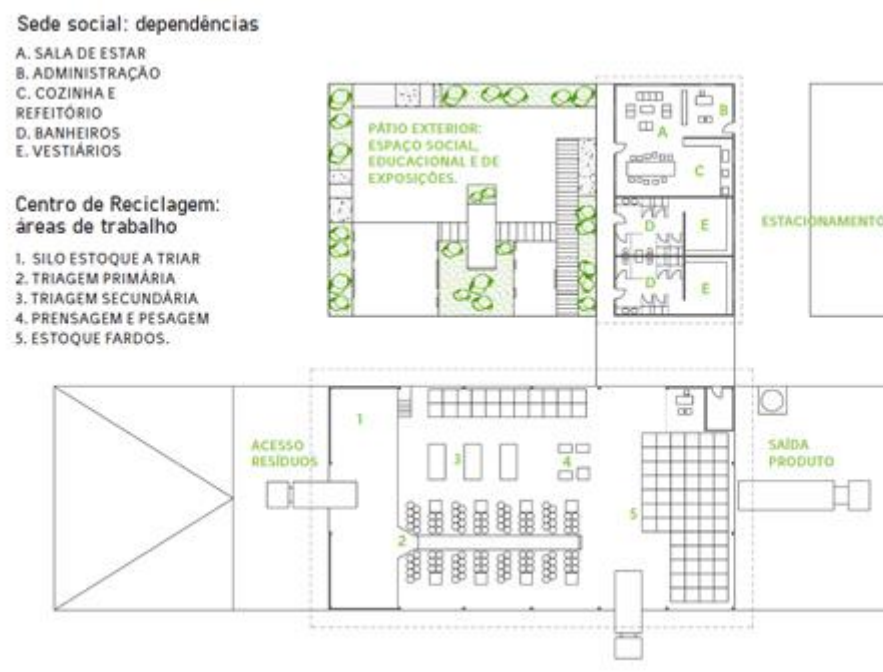 Sede social: dependências
A. SALA DE ESTAR
B. ADMINISTRAÇÃO
C. COZINHA E
REFEITÓRIO
D. BANHEIROS
E. VESTIÁRIOS
Centro de Reciclagem:
áreas de trabalho
1. SILO ESTOQUE A TRIAR
2. TRIAGEM PRIMÁRIA
3. TRIAGEM SECUNDÁRIA
4. PRENSAGEM E PESAGEM
5. ESTOQUE FARDOS.
PÁTIO EXTERIOR:
ESPAÇO SOCIAL,
EDUCACIONAL E DE
EXPOSIÇÕES.
A
B
C
D
E
D
E
ESTACIONAMENTO
ACESSO
RESÍDUOS
1
2
3
4
5
SAÍDA
PRODUTO